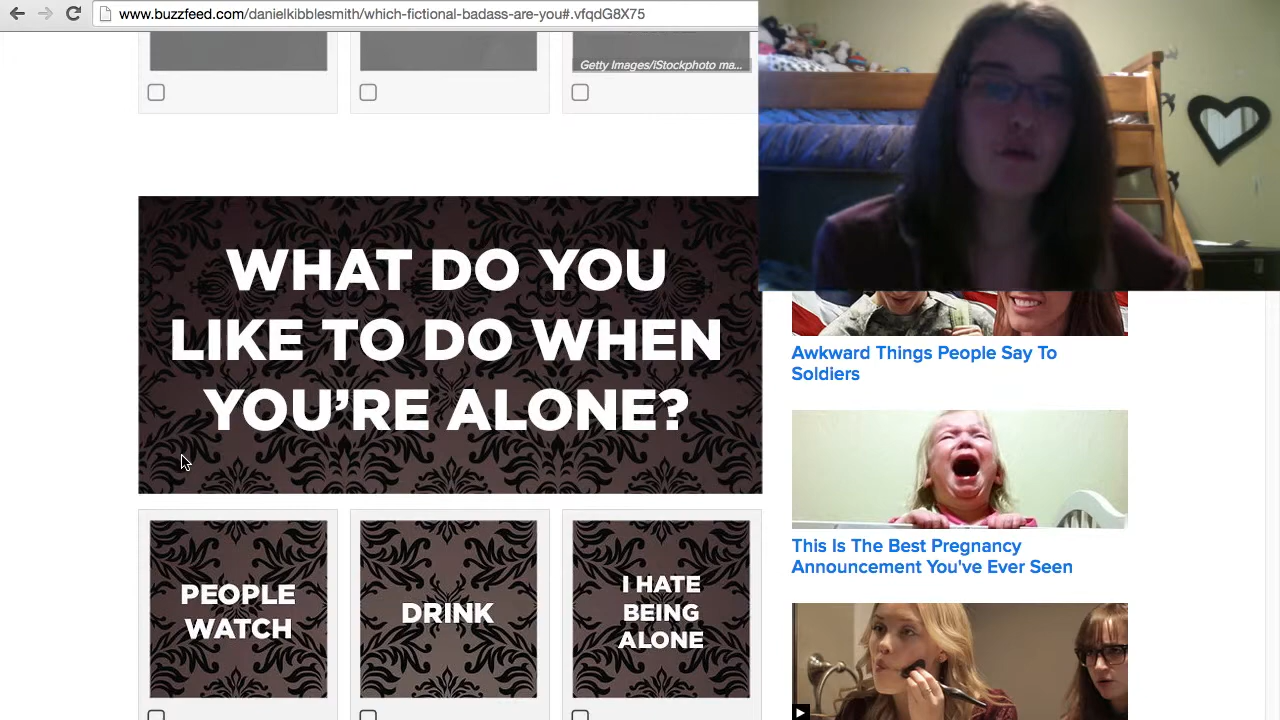 www.buzzfeed.com/danielkibblesmith/which-fictional-badass-are-you#.vfqdG8X75
Getty Images/iStockphoto ma...
WHAT DO YOU
LIKE TO DO WHEN
YOU'RE ALONE?
PEOPLE
WATCH
DRINK
I HATE
BEING
ALONE
Awkward Things People Say To
Soldiers
This Is The Best Pregnancy
Announcement You've Ever Seen